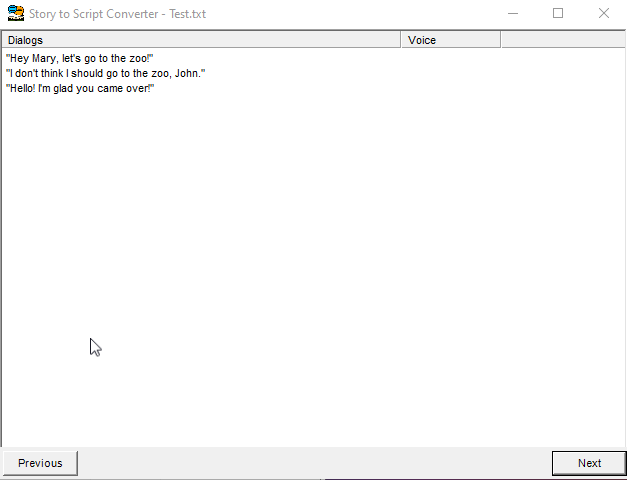 Story to Script Converter - Test.txt
Dialogs Voice
"Hey Mary, let's go to the zoo!"
"I don't think I should go to the zoo, John."
"Hello! I'm glad you came over!"
Previous Next